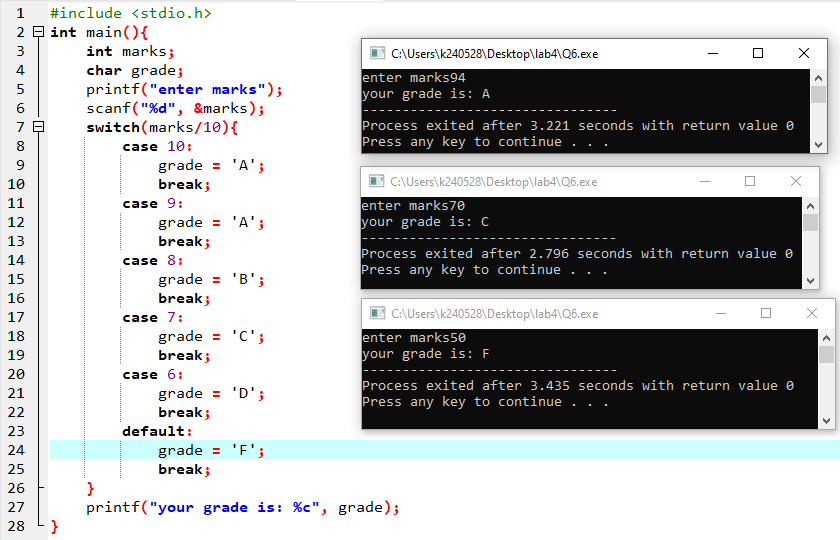 1 #include <stdio.h>
2 int main(){
3 int marks;
4 char grade;
5 printf("enter marks");
6 scanf("%d", &marks);
7 switch(marks/10){
8 case 10:
9 grade = 'A';
10 break;
11 case 9:
12 grade = 'A';
13 break;
14 case 8:
15 grade = 'B';
16 break;
17 case 7:
18 grade = 'C';
19 break;
20 case 6:
21 grade = 'D';
22 break;
23 default:
24 grade = 'F';
25 break;
26 }
27 printf("your grade is: %c", grade);
28 }
C:\Users\k240528\Desktop\lab4\Q6.exe
enter marks94
your grade is: A
--------------------------------
Process exited after 3.221 seconds with return value 0
Press any key to continue . . .
C:\Users\k240528\Desktop\lab4\Q6.exe
enter marks70
your grade is: C
--------------------------------
Process exited after 2.796 seconds with return value 0
Press any key to continue . . .
C:\Users\k240528\Desktop\lab4\Q6.exe
enter marks50
your grade is: F
--------------------------------
Process exited after 3.435 seconds with return value 0
Press any key to continue . . .